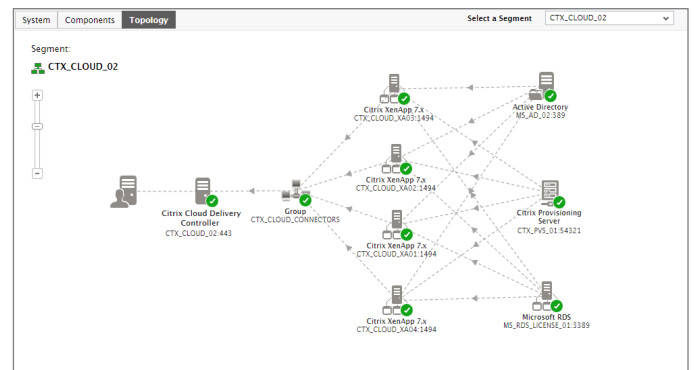 System Components Topology Select a Segment CTX_CLOUD_02
Segment:
CTX_CLOUD_02
Citrix XenApp 7.x
CTX_CLOUD_XA03:1494
Active Directory
MS_AD_02:389
Citrix XenApp 7.x
CTX_CLOUD_XA02:1494
Citrix Cloud Delivery
Controller
CTX_CLOUD_02:443
Group
CTX_CLOUD_CONNECTORS
Citrix Provisioning
Server
CTX_PVS_01:54321
Citrix XenApp 7.x
CTX_CLOUD_XA01:1494
Citrix XenApp 7.x
CTX_CLOUD_XA04:1494
Microsoft RDS
MS_RDS_LICENSE_01:3389